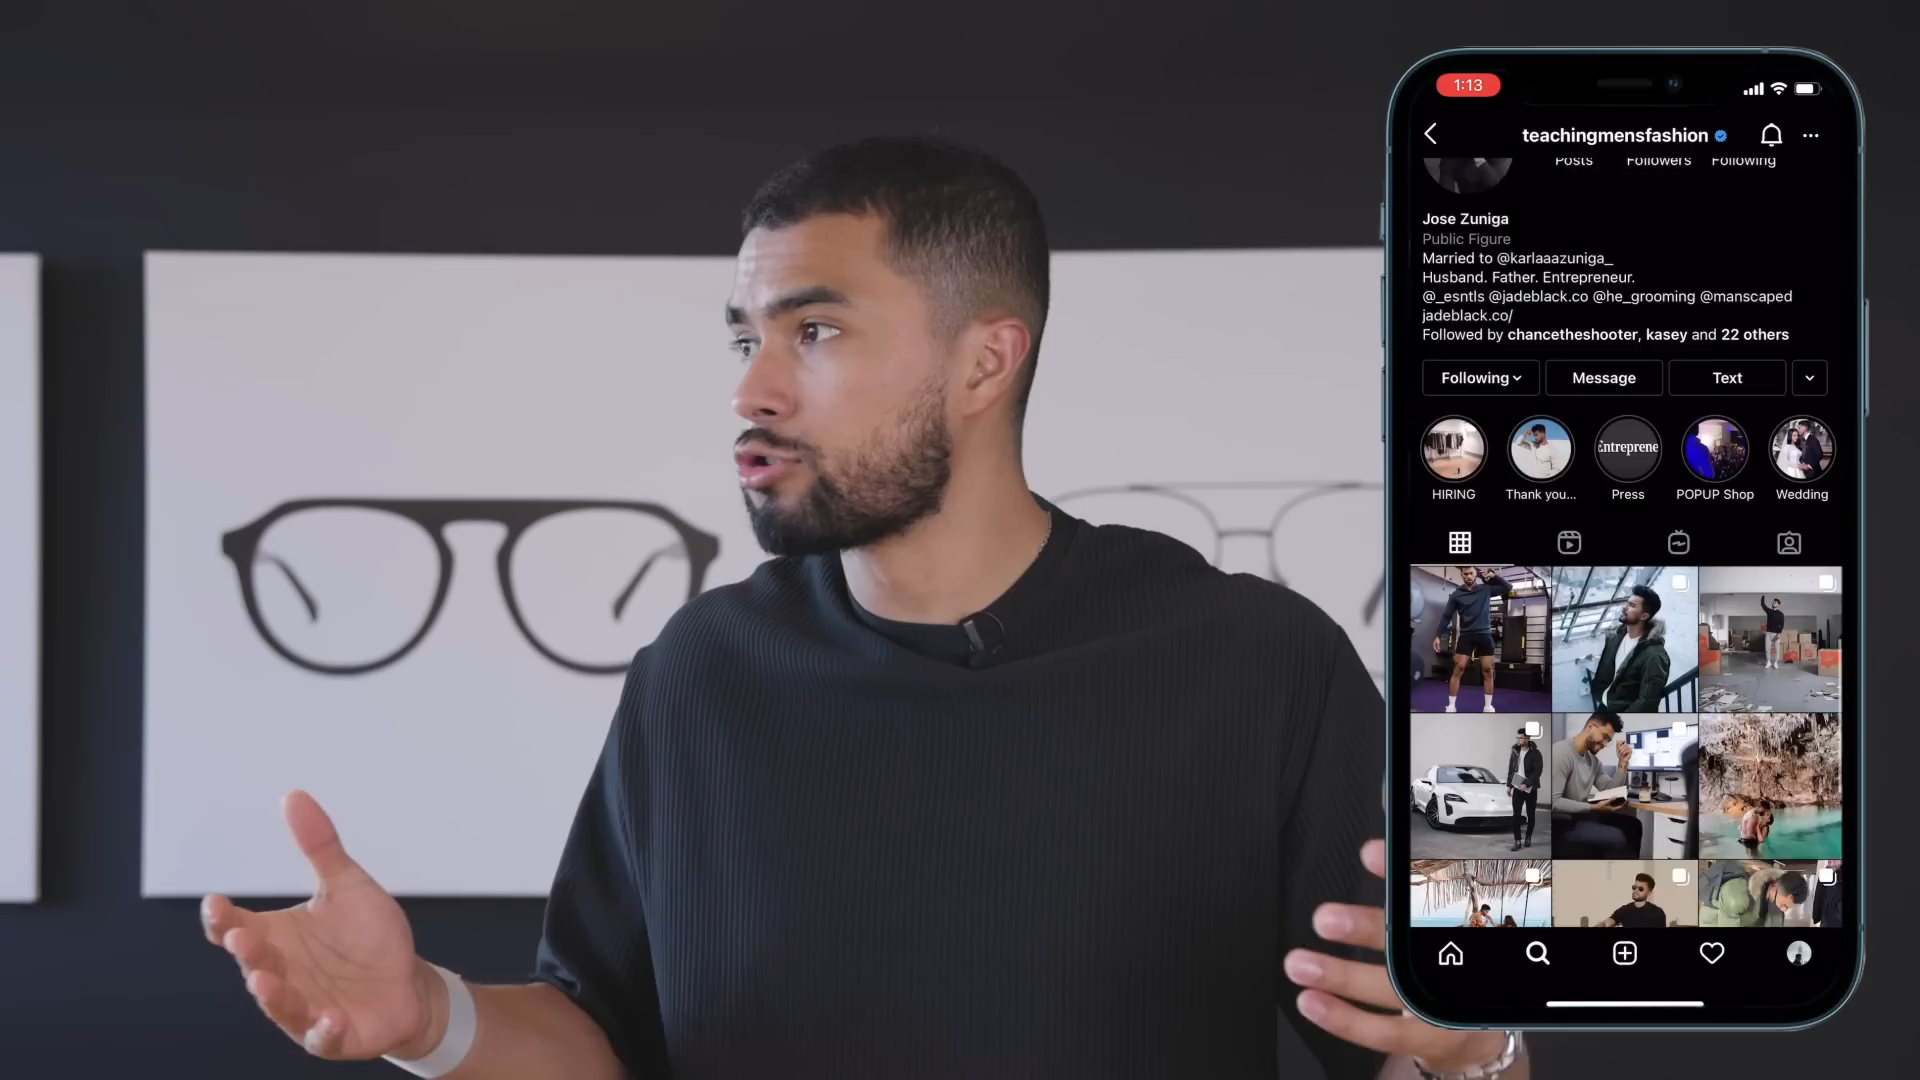 1:13
teachingmensfashion
Posts Followers Following
Jose Zuniga
Public Figure
Married to @karlaaazuniga_
Husband. Father. Entrepreneur.
@_esntls @jadeblack.co @he_grooming @manscaped
jadeblack.co/
Followed by chancetheshooter, kasey and 22 others
Following Message Text
Entreprene
HIRING Thank you... Press POPUP Shop Wedding